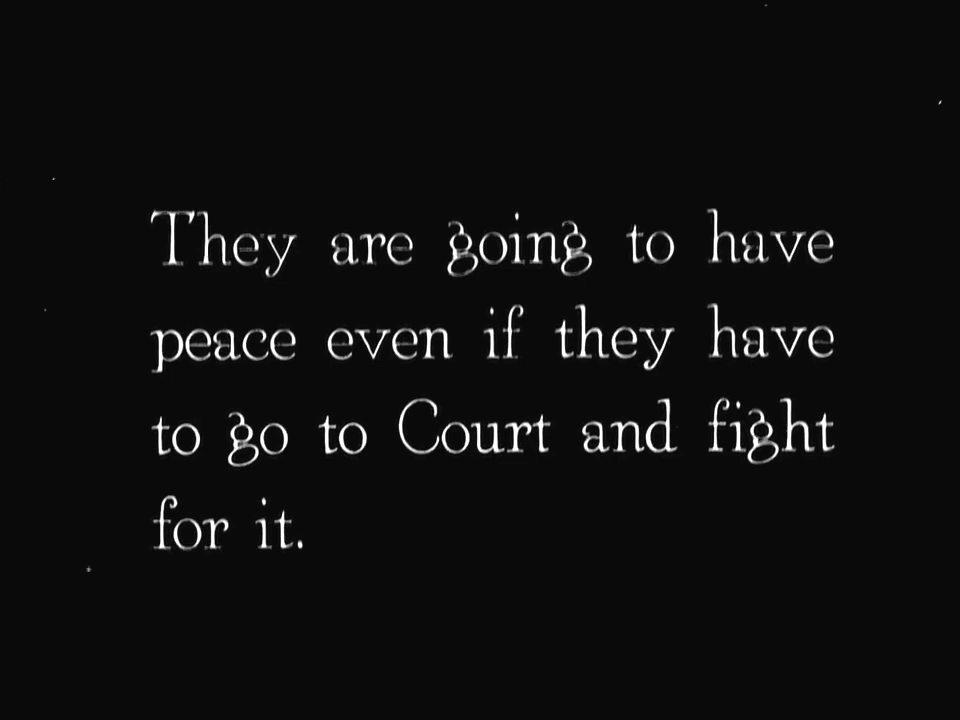 They are going to have
peace even if they have
to go to Court and fight
for it.